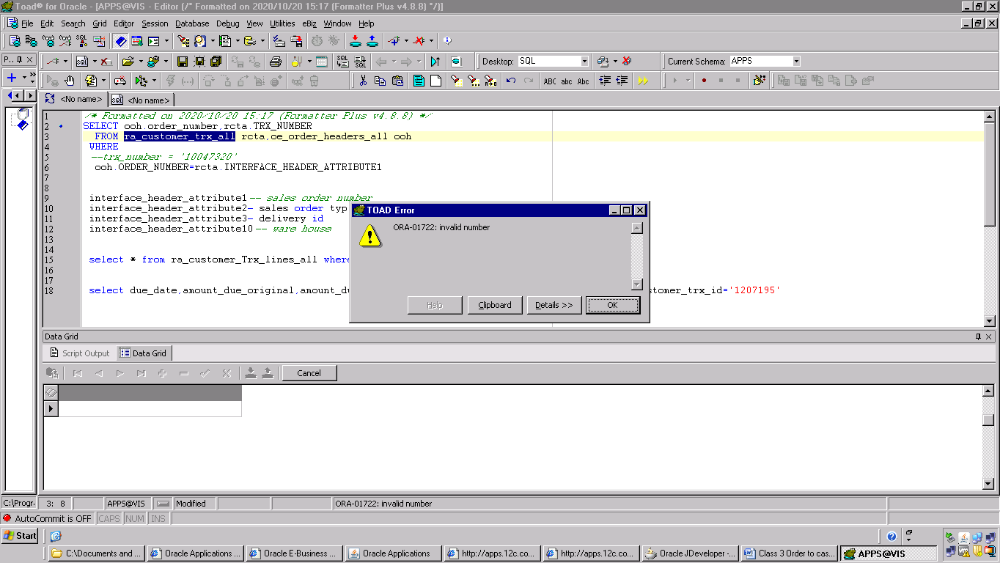 Toad® for Oracle - [APPS@VIS - Editor (/* Formatted on 2020/10/20 15:17 (Formatter Plus v4.8.8) */)]
File Edit Search Grid Editor Session Database Debug View Utilities eBiz Window Help
P..
Desktop: SQL
Current Schema: APPS
ABC abc Abc
<No name> <No name>
1 /* Formatted on 2020/10/20 15:17 (Formatter Plus v4.8.8) */
2 SELECT ooh.order_number,rcta.TRX_NUMBER
3 FROM ra_customer_trx_all rcta,oe_order_headers_all ooh
4 WHERE
5 --trx_number = '10047320'
6 ooh.ORDER_NUMBER=rcta.INTERFACE_HEADER_ATTRIBUTE1
7
8
9 interface_header_attribute1-- sales order number
10 interface_header_attribute2- sales order typ
11 interface_header_attribute3- delivery id
12 interface_header_attribute10-- ware house
13
14
15 select * from ra_customer_Trx_lines_all where
16
17
18 select due_date,amount_due_original,amount_du stomer_trx_id='1207195'
TOAD Error
ORA-01722: invalid number
Help Clipboard Details >> OK
Data Grid
Script Output Data Grid
Cancel
C:\Progr. 3: 8 APPS@VIS Modified ORA-01722: invalid number
AutoCommit is OFF CAPS NUM INS
Start
C:\Documents and ... Oracle Applications ... Oracle E-Business ... Oracle Applications http://apps.12c.co... http://apps.12c.co... Oracle JDeveloper -... Class 3 Order to cas... APPS@VIS